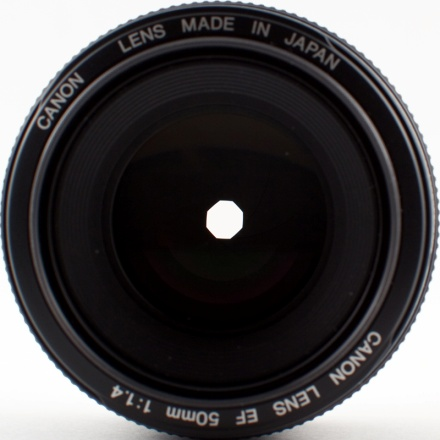 CANON LENS MADE IN JAPAN
CANON LENS EF 50mm 1:1.4